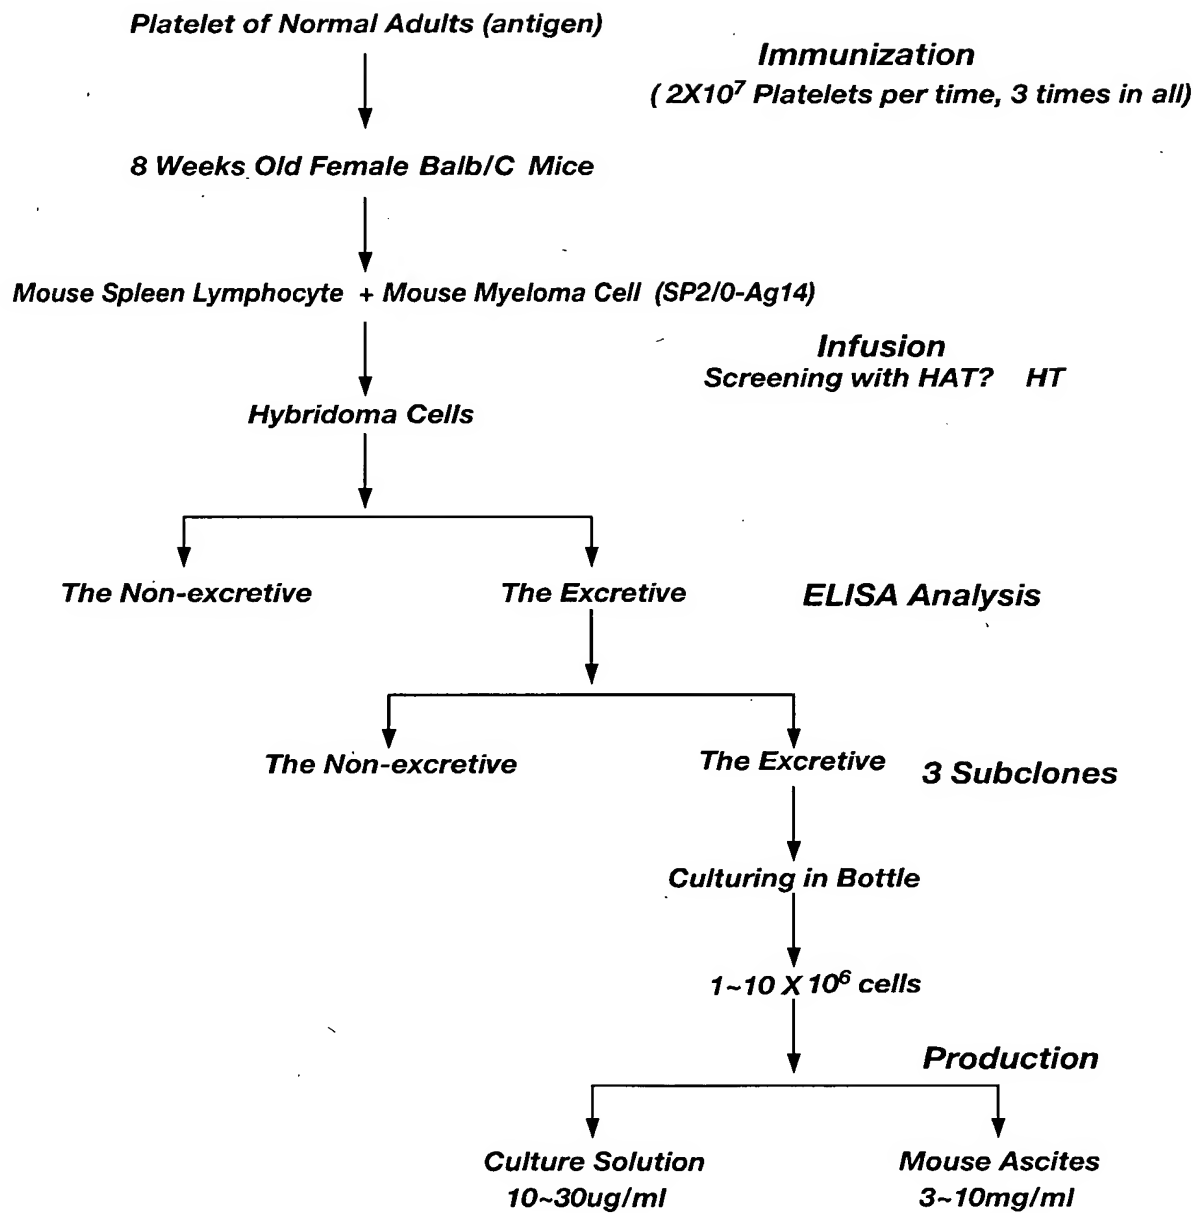 Platelet of Normal Adults (antigen)
Immunization
( 2X10⁷ Platelets per time, 3 times in all)
8 Weeks Old Female Balb/C Mice
Mouse Spleen Lymphocyte + Mouse Myeloma Cell (SP2/0-Ag14)
Infusion
Screening with HAT? HT
Hybridoma Cells
The Non-excretive
The Excretive
ELISA Analysis
The Non-excretive
The Excretive
3 Subclones
Culturing in Bottle
1~10 X 10⁶ cells
Production
Culture Solution
10~30ug/ml
Mouse Ascites
3~10mg/ml